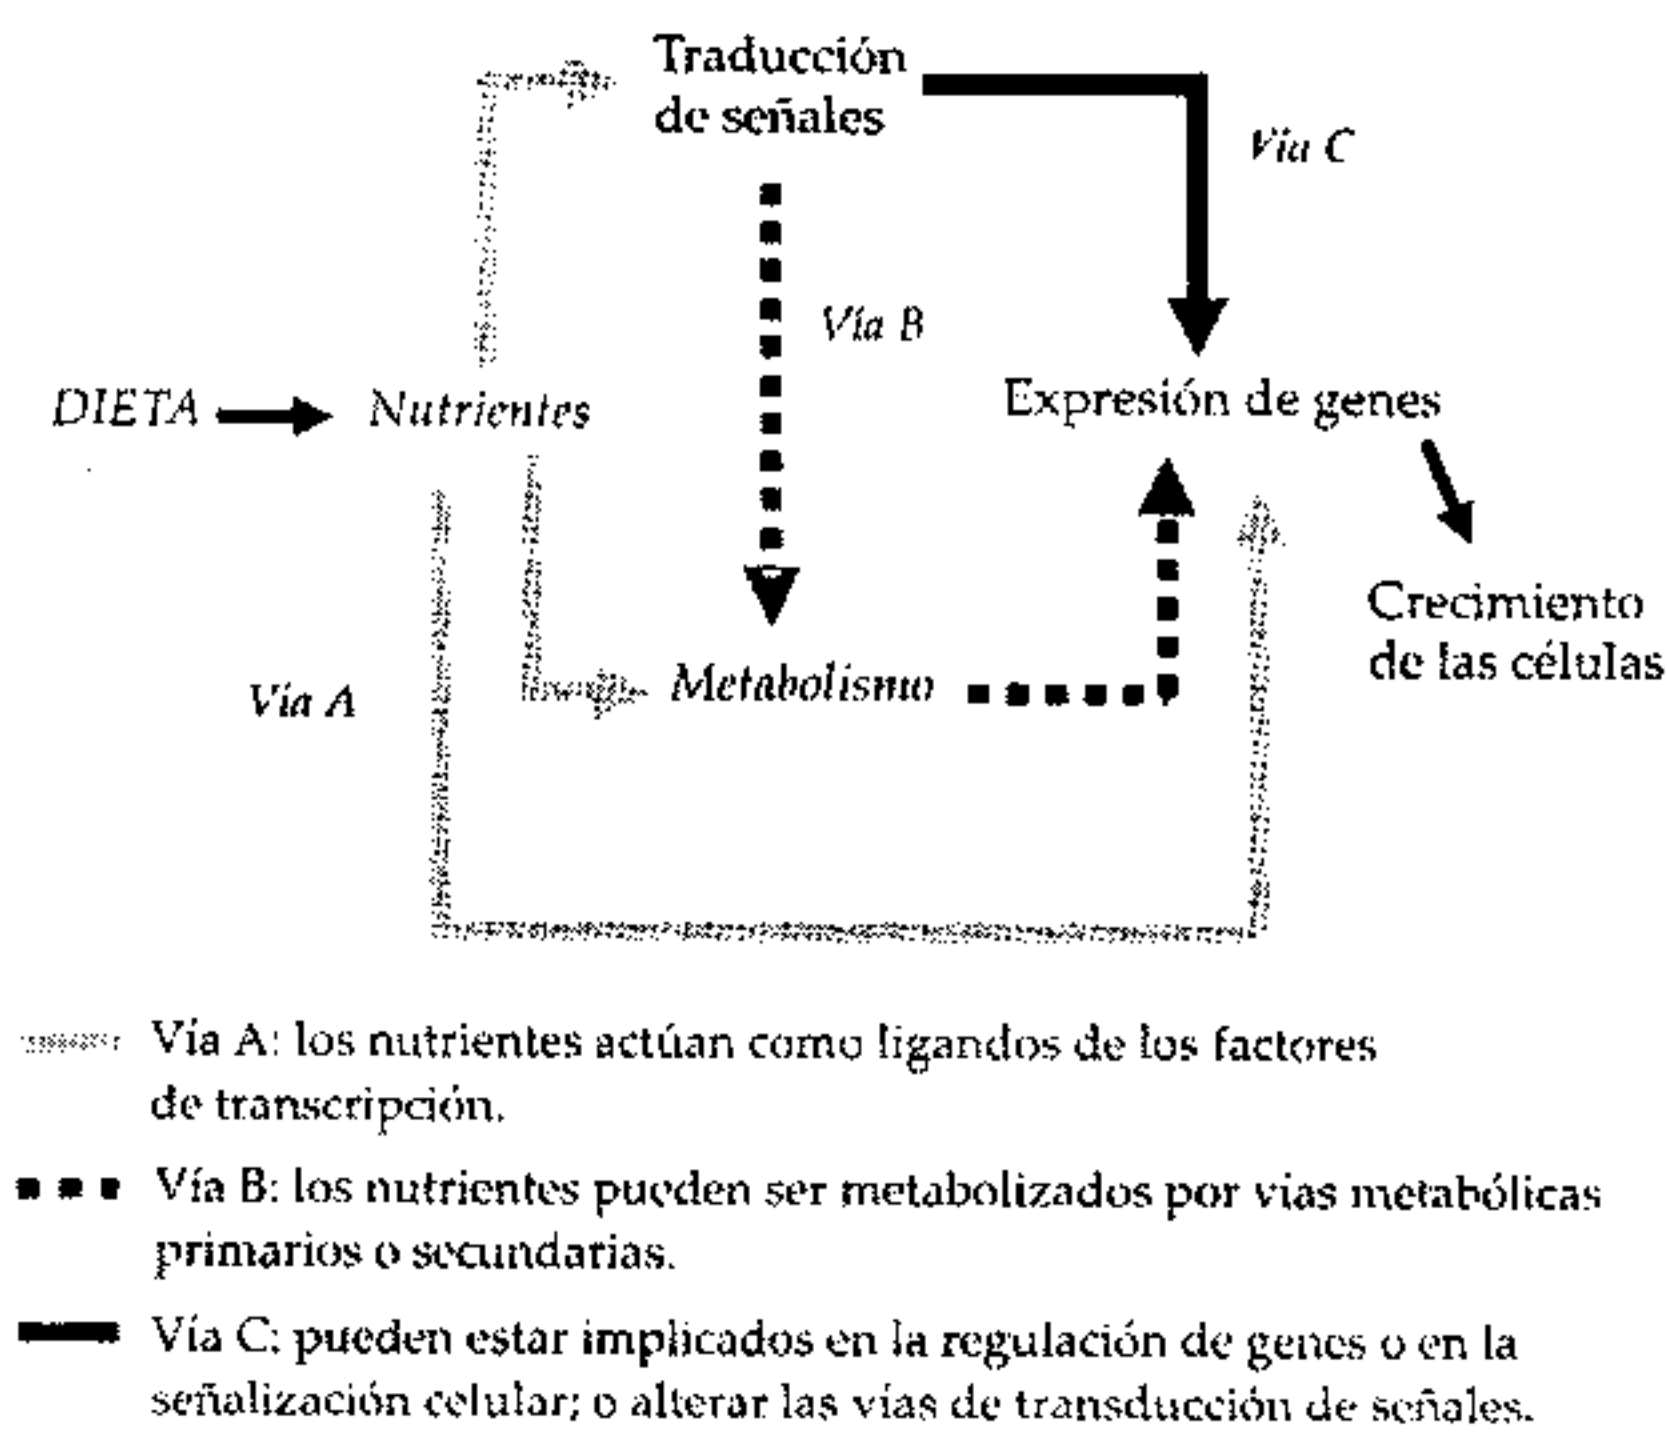 Traducción
de señales
Vía C
Vía B
DIETA
Nutrientes
Expresión de genes
Crecimiento
de las células
Metabolismo
Vía A
Vía A: los nutrientes actúan como ligandos de los factores
de transcripción.
Vía B: los nutrientes pueden ser metabolizados por vías metabólicas
primarios o secundarias.
Vía C: pueden estar implicados en la regulación de genes o en la
señalización celular; o alterar las vías de transducción de señales.